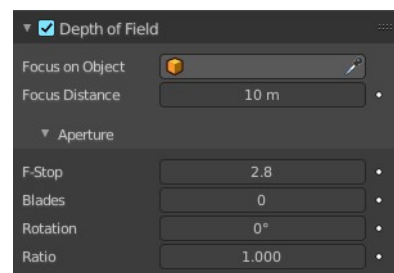 Depth of Field
Focus on Object
Focus Distance 10 m
Aperture
F-Stop 2.8
Blades 0
Rotation 0°
Ratio 1.000